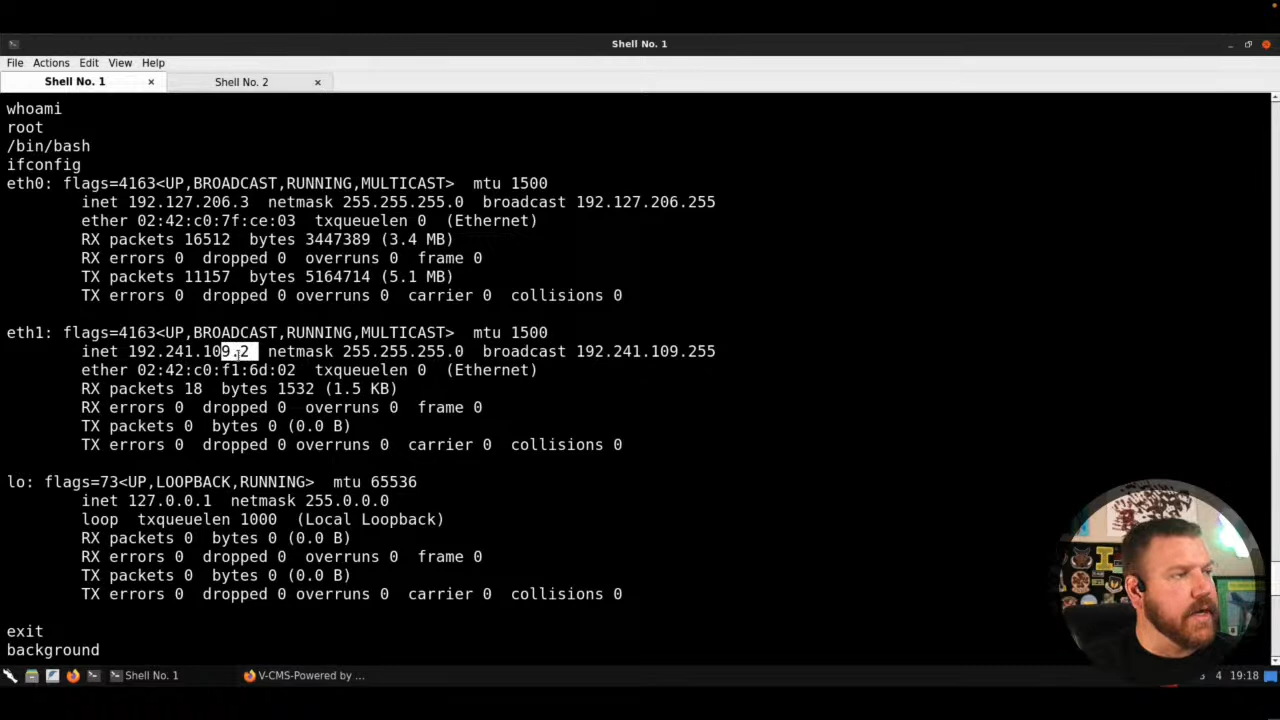 Shell No. 1
File Actions Edit View Help
Shell No. 1 × Shell No. 2 ×
whoami
root
/bin/bash
ifconfig
eth0: flags=4163<UP,BROADCAST,RUNNING,MULTICAST>  mtu 1500
        inet 192.127.206.3  netmask 255.255.255.0  broadcast 192.127.206.255
        ether 02:42:c0:7f:ce:03  txqueuelen 0  (Ethernet)
        RX packets 16512  bytes 3447389 (3.4 MB)
        RX errors 0  dropped 0  overruns 0  frame 0
        TX packets 11157  bytes 5164714 (5.1 MB)
        TX errors 0  dropped 0 overruns 0  carrier 0  collisions 0
eth1: flags=4163<UP,BROADCAST,RUNNING,MULTICAST>  mtu 1500
        inet 192.241.109.2  netmask 255.255.255.0  broadcast 192.241.109.255
        ether 02:42:c0:f1:6d:02  txqueuelen 0  (Ethernet)
        RX packets 18  bytes 1532 (1.5 KB)
        RX errors 0  dropped 0  overruns 0  frame 0
        TX packets 0  bytes 0 (0.0 B)
        TX errors 0  dropped 0 overruns 0  carrier 0  collisions 0
lo: flags=73<UP,LOOPBACK,RUNNING>  mtu 65536
        inet 127.0.0.1  netmask 255.0.0.0
        loop  txqueuelen 1000  (Local Loopback)
        RX packets 0  bytes 0 (0.0 B)
        RX errors 0  dropped 0  overruns 0  frame 0
        TX packets 0  bytes 0 (0.0 B)
        TX errors 0  dropped 0 overruns 0  carrier 0  collisions 0
exit
background
Shell No. 1 V-CMS-Powered by ... 4 19:18